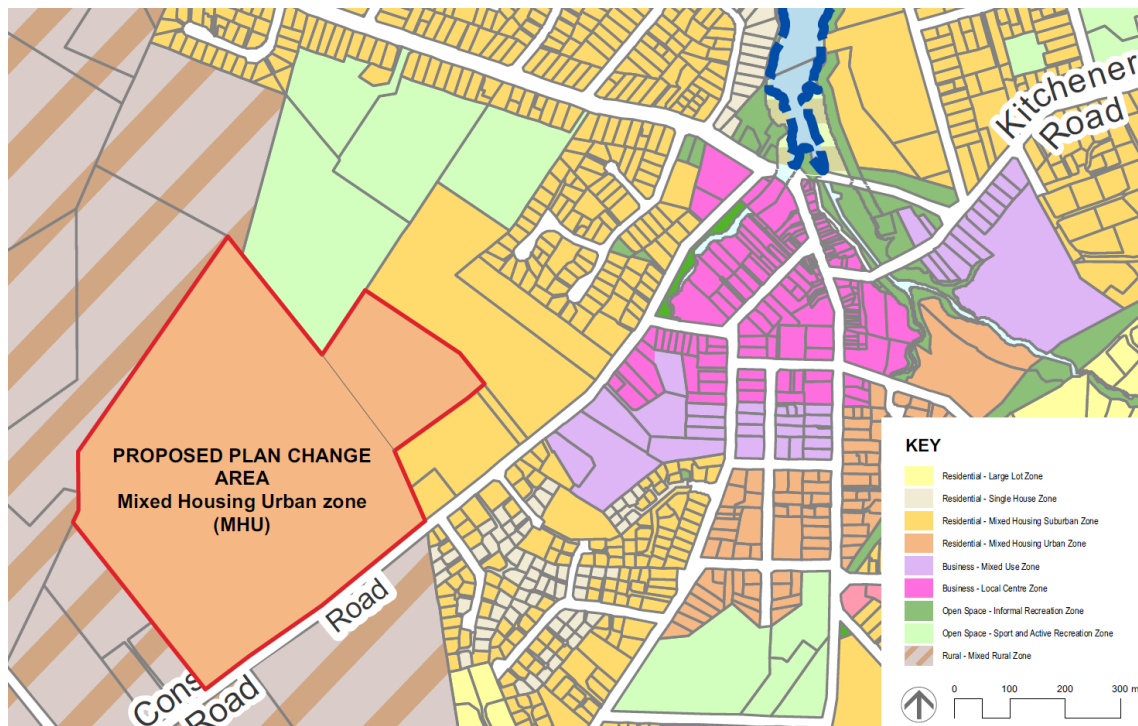 Kitchener
Road
PROPOSED PLAN CHANGE
AREA
Mixed Housing Urban zone
(MHU)
Road
Cons
Road
KEY
Residential - Large Lot Zone
Residential - Single House Zone
Residential - Mixed Housing Suburban Zone
Residential - Mixed Housing Urban Zone
Business - Mixed Use Zone
Business - Local Centre Zone
Open Space - Informal Recreation Zone
Open Space - Sport and Active Recreation Zone
Rural - Mixed Rural Zone
0 100 200 300 m